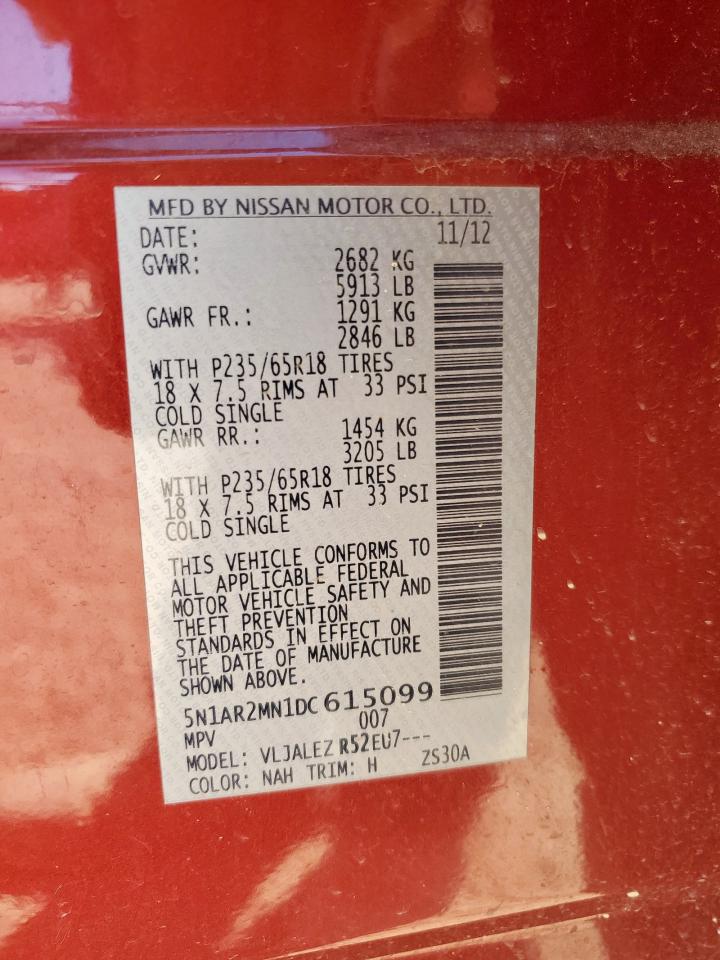 MFD BY NISSAN MOTOR CO., LTD.
DATE: 11/12
GVWR: 2682 KG
5913 LB
GAWR FR.: 1291 KG
2846 LB
WITH P235/65R18 TIRES
18 X 7.5 RIMS AT 33 PSI
COLD SINGLE
GAWR RR.: 1454 KG
3205 LB
WITH P235/65R18 TIRES
18 X 7.5 RIMS AT 33 PSI
COLD SINGLE
THIS VEHICLE CONFORMS TO
ALL APPLICABLE FEDERAL
MOTOR VEHICLE SAFETY AND
THEFT PREVENTION
STANDARDS IN EFFECT ON
THE DATE OF MANUFACTURE
SHOWN ABOVE.
5N1AR2MN1DC 615099
MPV 007
MODEL: VLJALEZ R52EU7---
COLOR: NAH TRIM: H ZS30A